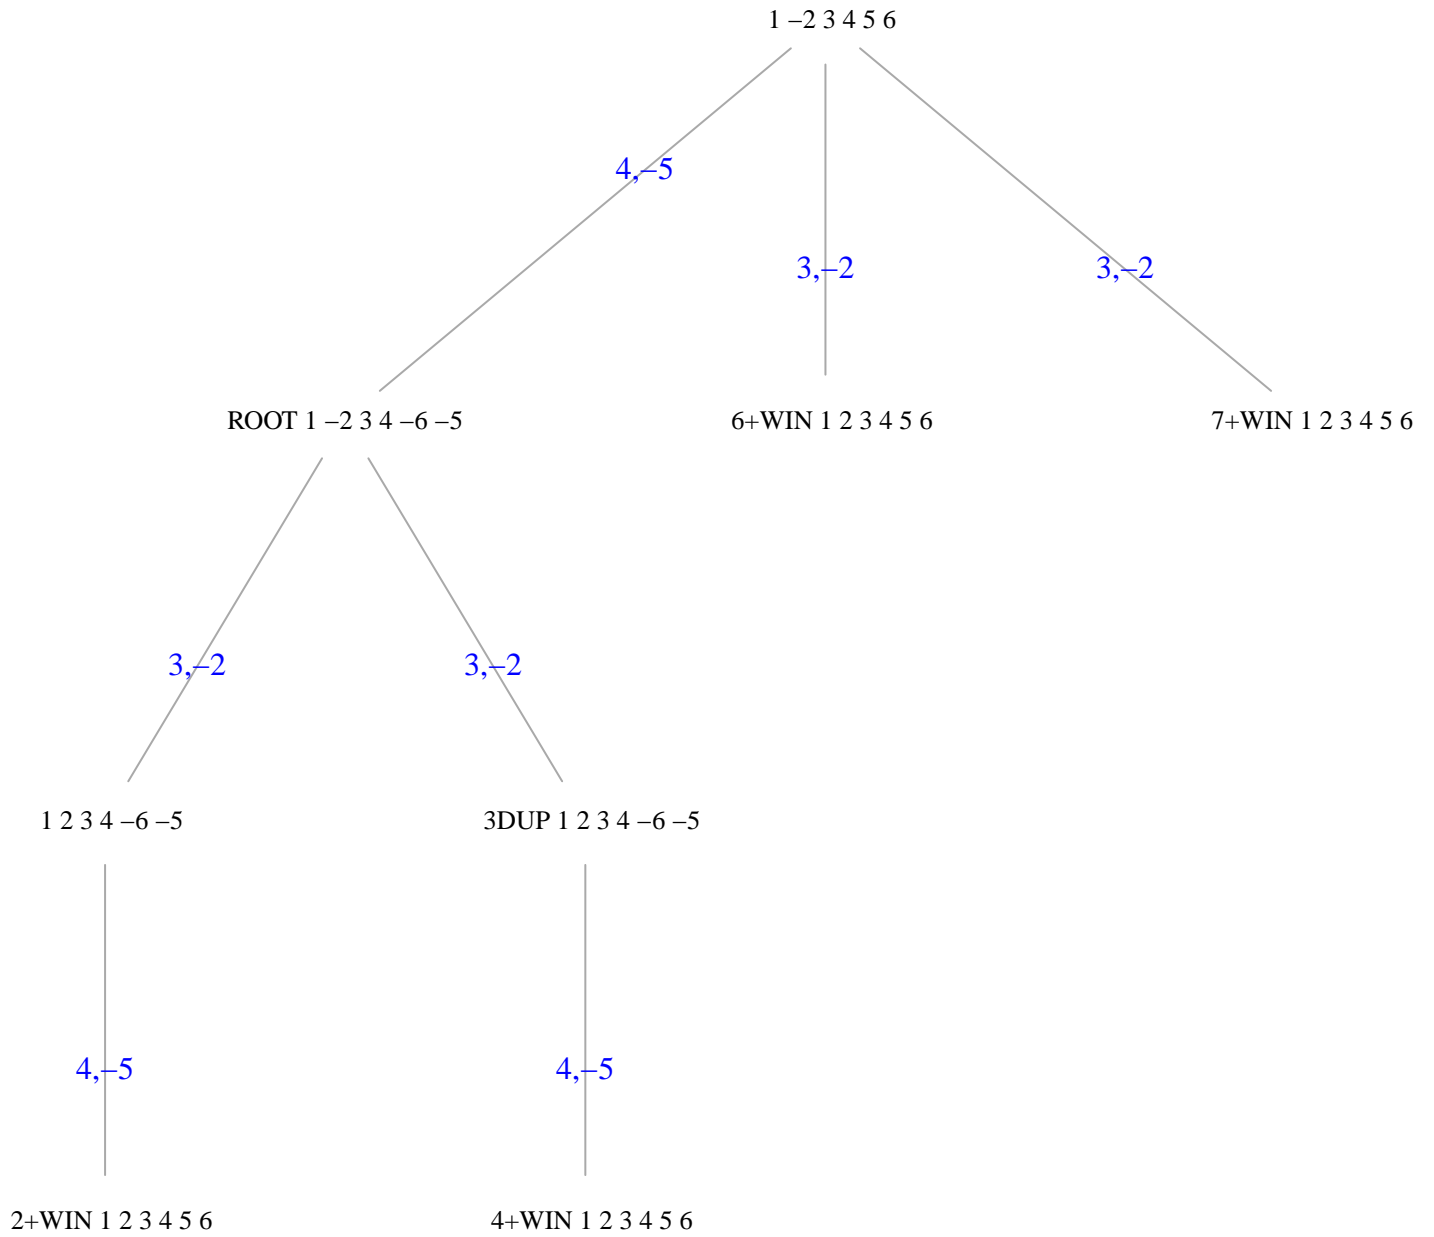 1 –2 3 4 5 6
4,–5
3,–2
3,–2
ROOT 1 –2 3 4 –6 –5
6+WIN 1 2 3 4 5 6
7+WIN 1 2 3 4 5 6
3,–2
3,–2
1 2 3 4 –6 –5
3DUP 1 2 3 4 –6 –5
4,–5
4,–5
2+WIN 1 2 3 4 5 6
4+WIN 1 2 3 4 5 6